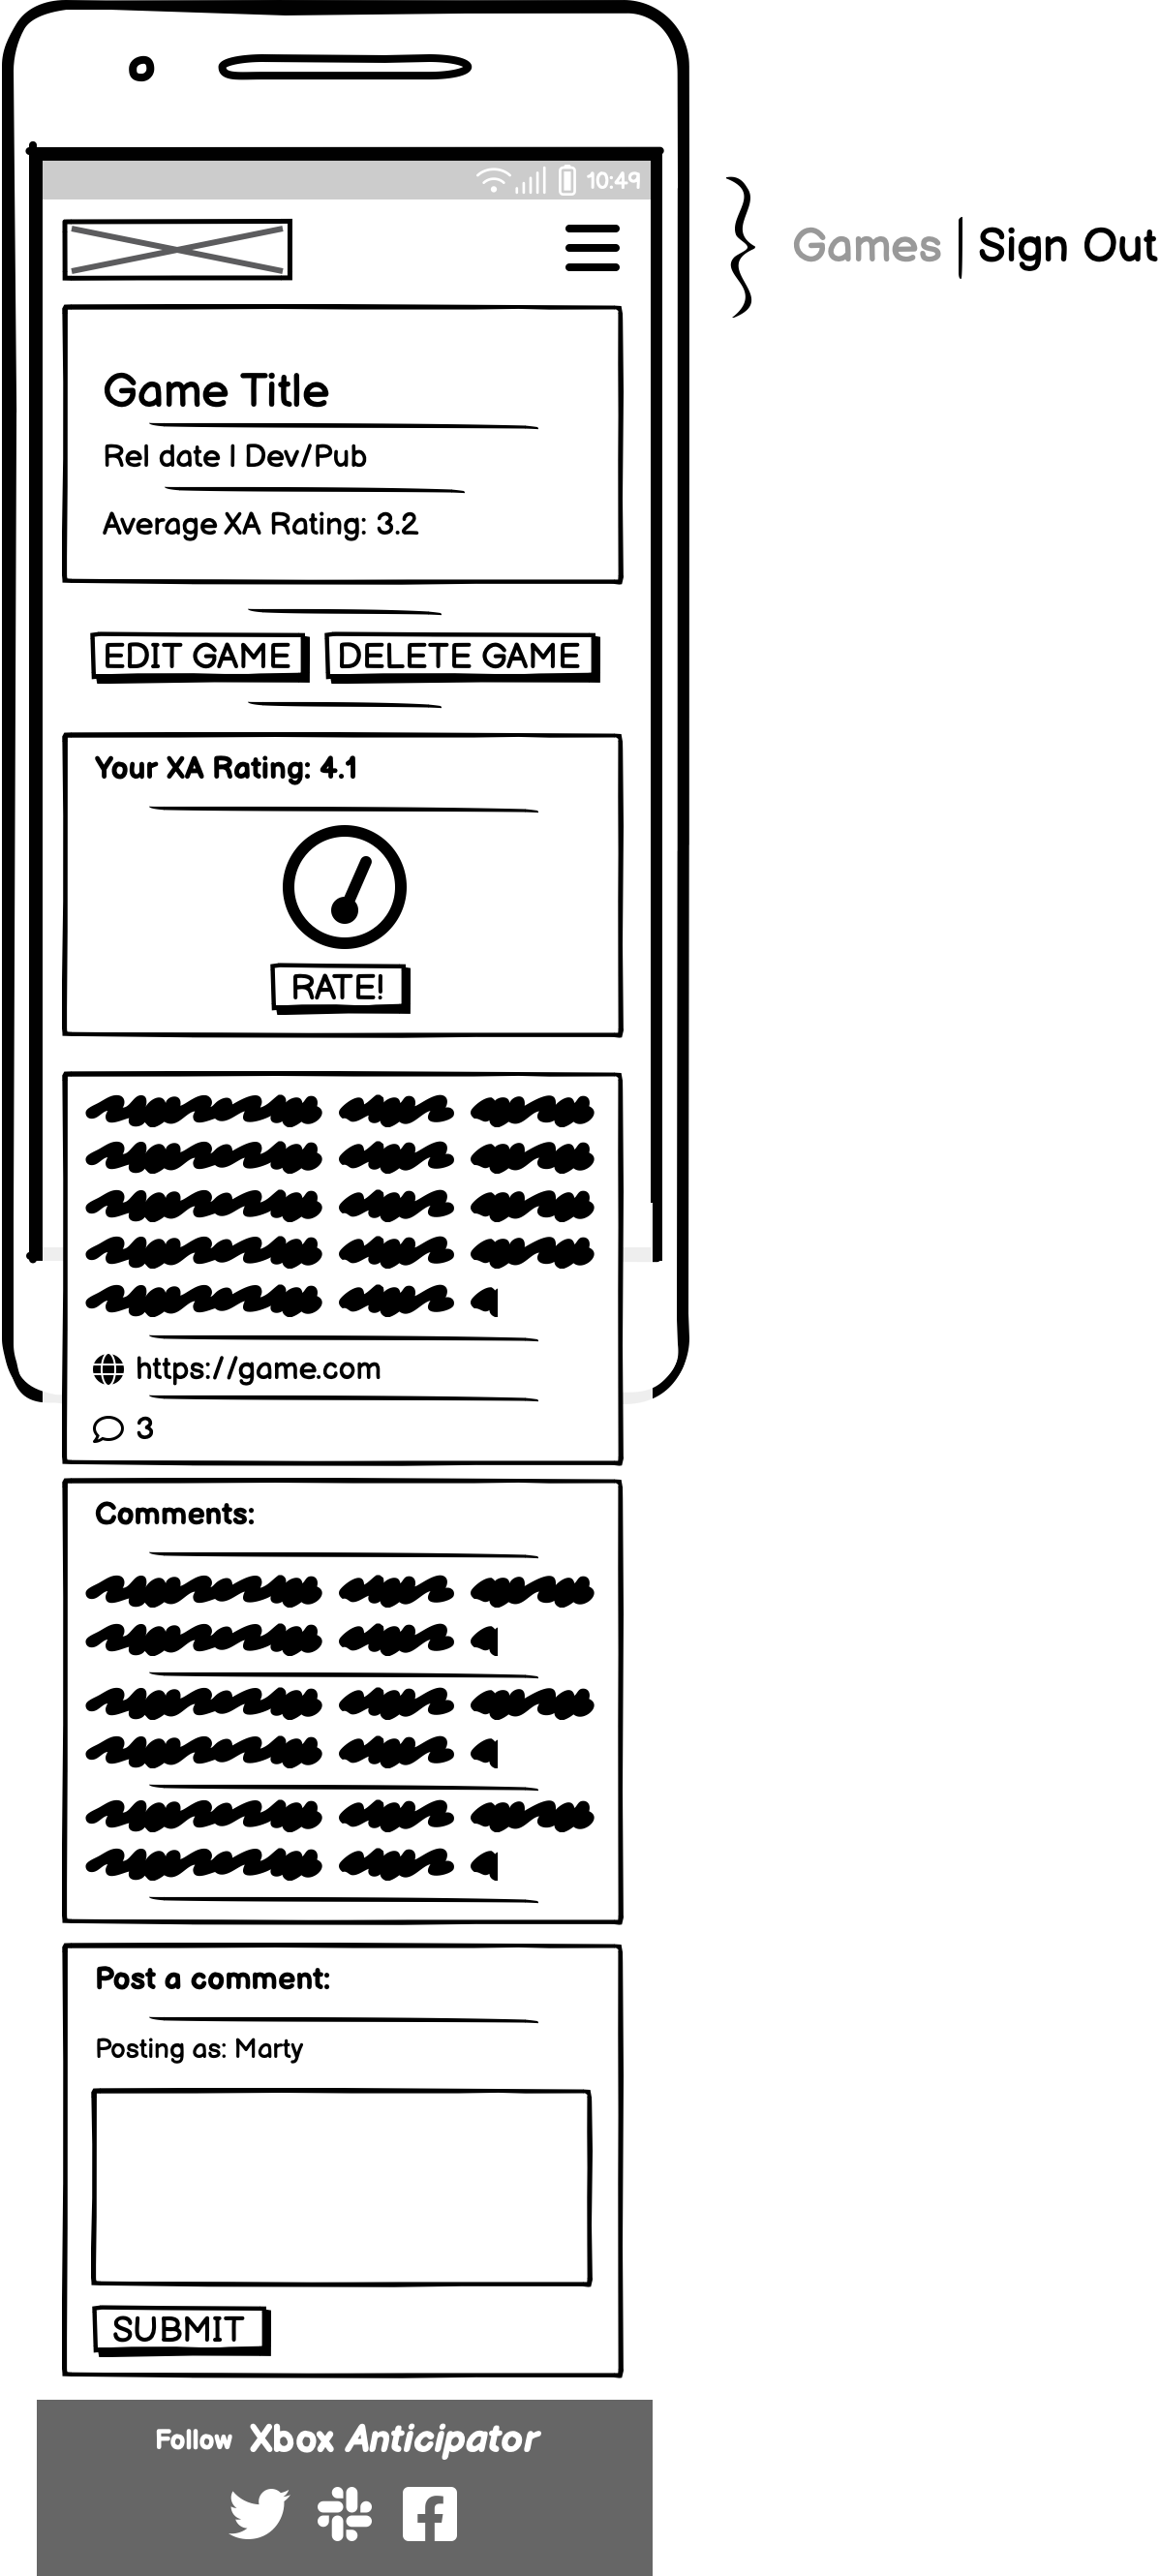 10:49
Games | Sign Out
Game Title
Rel date | Dev/Pub
Average XA Rating: 3.2
EDIT GAME DELETE GAME
Your XA Rating: 4.1
RATE!
https://game.com
3
Comments:
Post a comment:
Posting as: Marty
SUBMIT
Follow Xbox Anticipator